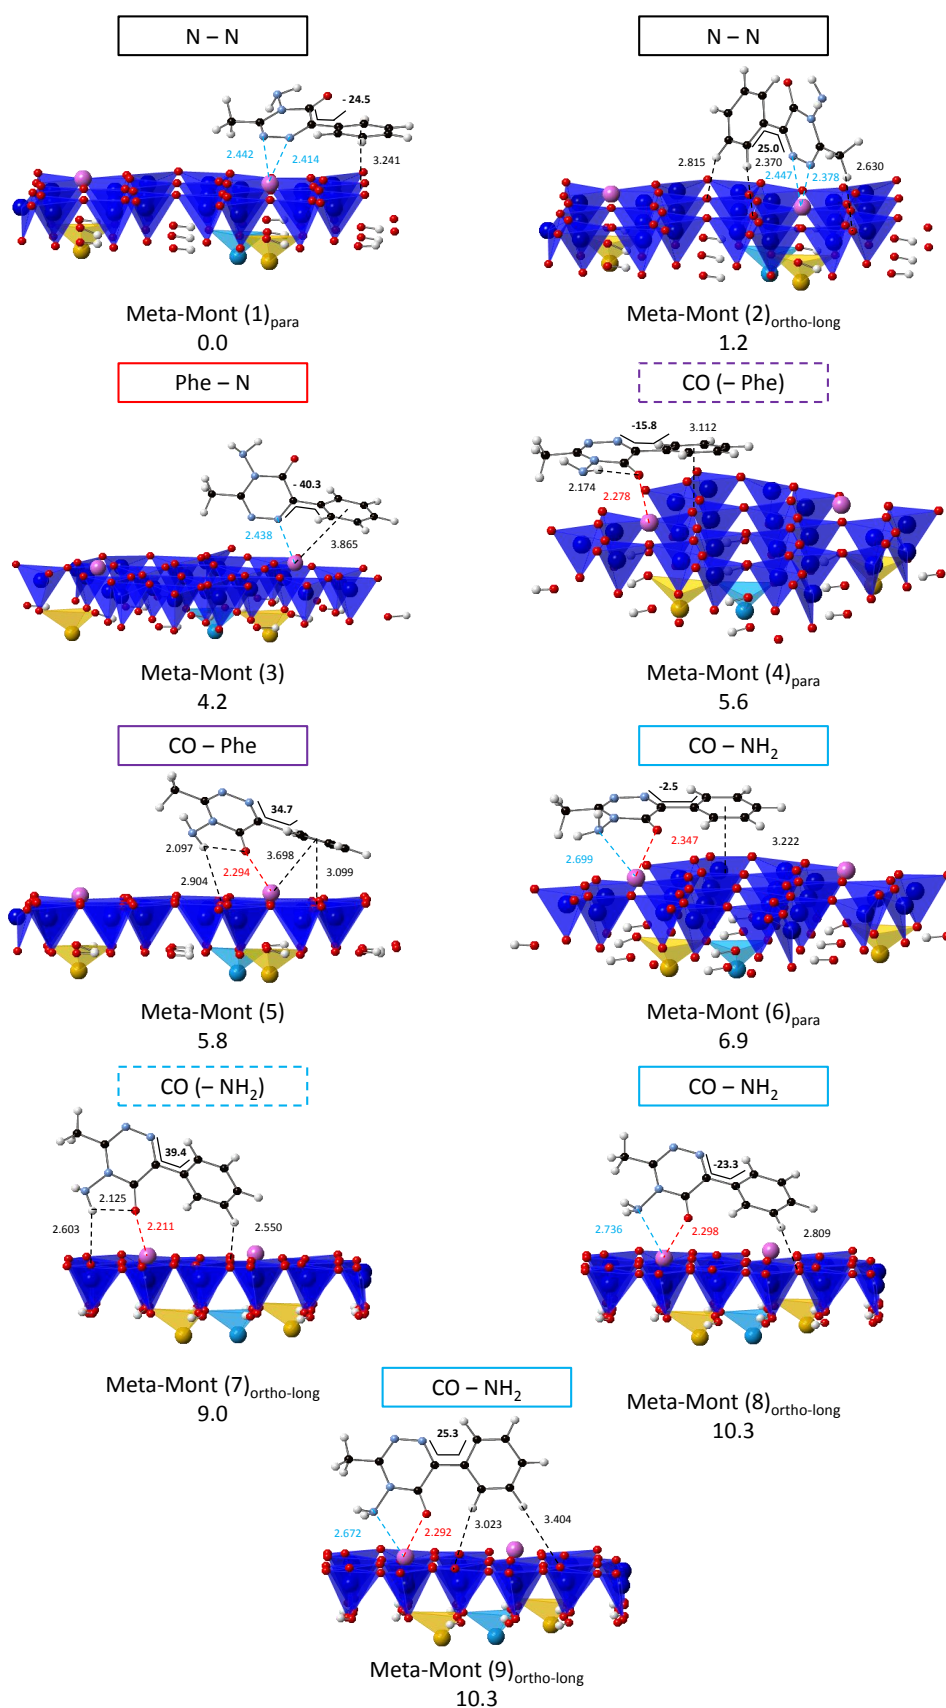 N – N
N – N
- 24.5
2.442
2.414
3.241
25.0
2.815
2.370
2.447
2.378
2.630
Meta-Mont (1)para
0.0
Meta-Mont (2)ortho-long
1.2
Phe – N
CO (– Phe)
- 40.3
2.438
3.865
-15.8
3.112
2.174
2.278
Meta-Mont (3)
4.2
Meta-Mont (4)para
5.6
CO – Phe
CO – NH2
34.7
2.097
2.294
3.698
2.904
3.099
-2.5
2.347
2.699
3.222
Meta-Mont (5)
5.8
Meta-Mont (6)para
6.9
CO (– NH2)
CO – NH2
39.4
2.125
2.603
2.211
2.550
-23.3
2.736
2.298
2.809
Meta-Mont (7)ortho-long
9.0
Meta-Mont (8)ortho-long
10.3
CO – NH2
25.3
2.672
2.292
3.023
3.404
Meta-Mont (9)ortho-long
10.3